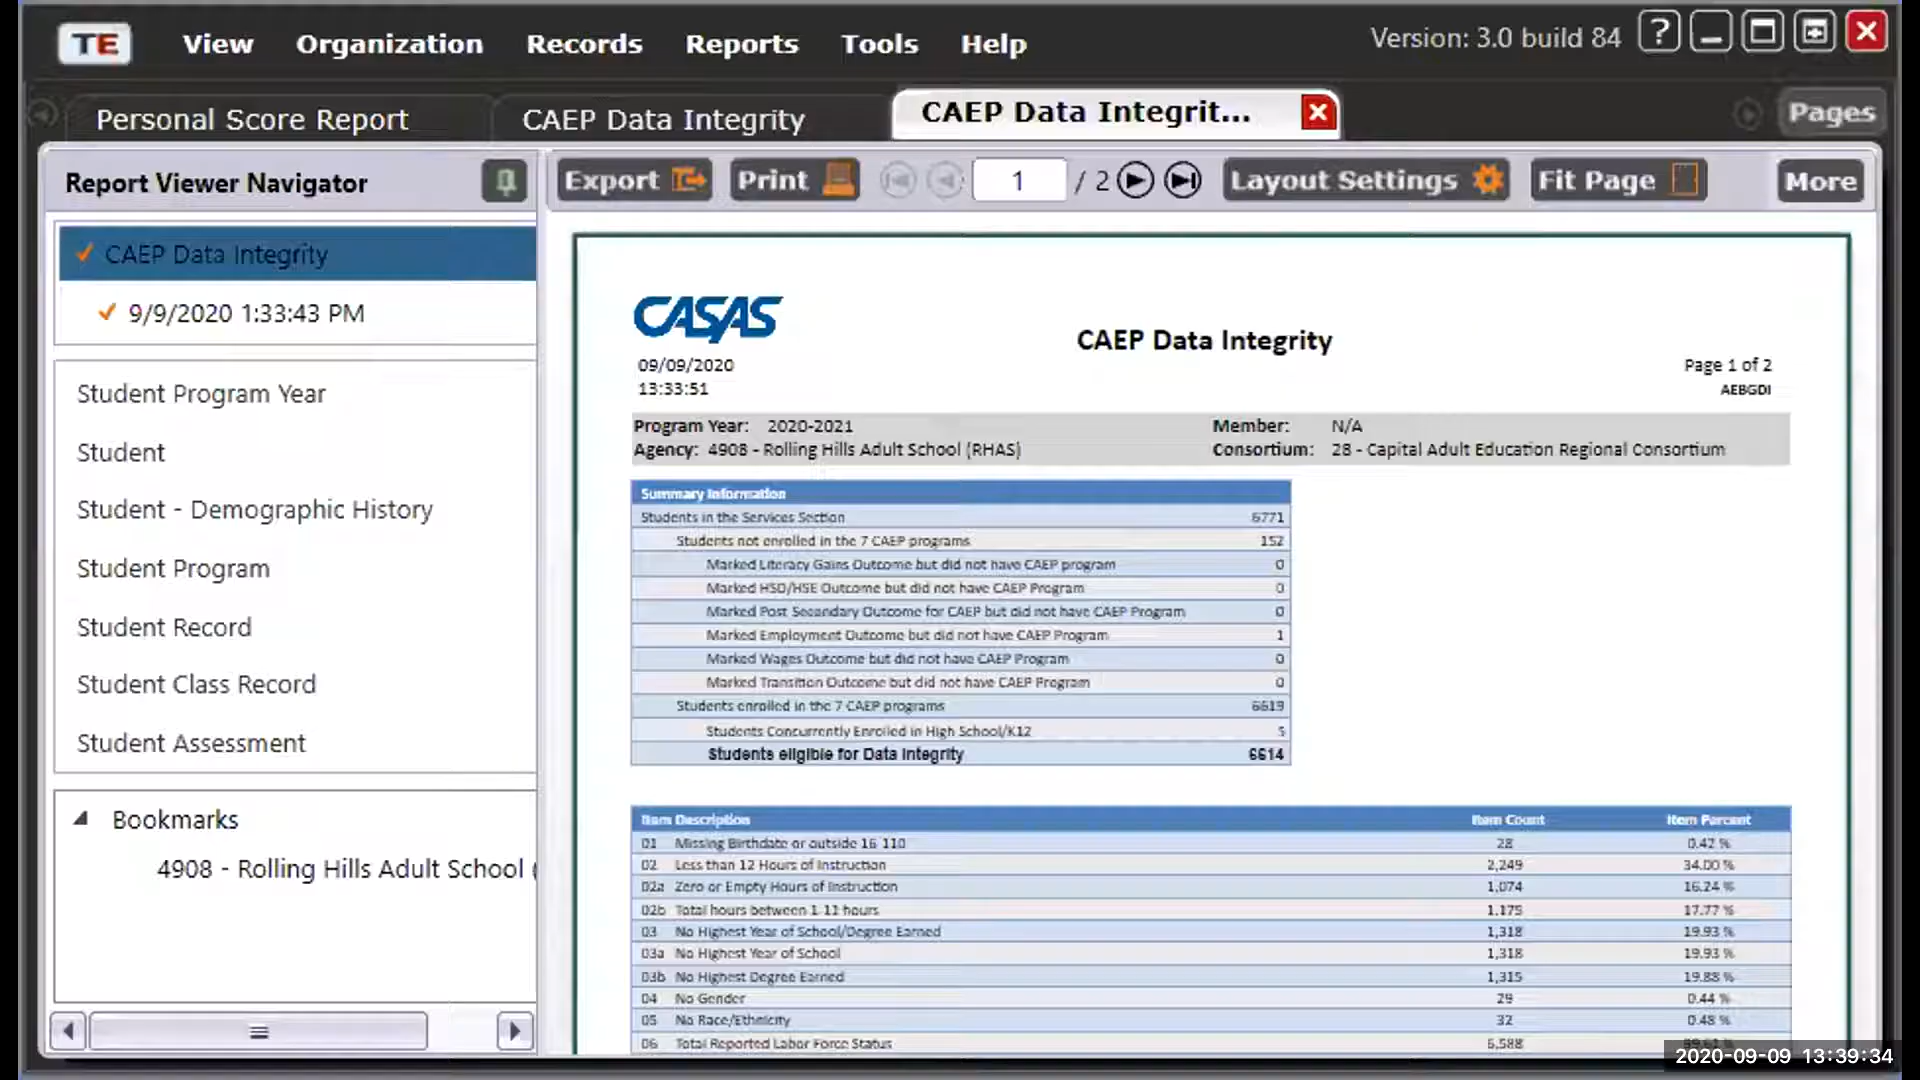 TE View Organization Records Reports Tools Help Version: 3.0 build 84 ?
Personal Score Report CAEP Data Integrity CAEP Data Integrit... Pages
Report Viewer Navigator Export Print 1 / 2 Layout Settings Fit Page More
CAEP Data Integrity
9/9/2020 1:33:43 PM
Student Program Year
Student
Student - Demographic History
Student Program
Student Record
Student Class Record
Student Assessment
Bookmarks
4908 - Rolling Hills Adult School (
CASAS
09/09/2020
13:33:51
CAEP Data Integrity
Page 1 of 2
AEBGDI
Program Year: 2020-2021 Member: N/A
Agency: 4908 - Rolling Hills Adult School (RHAS) Consortium: 28 - Capital Adult Education Regional Consortium
Summary Information
Students in the Services Section 6771
Students not enrolled in the 7 CAEP programs 152
Marked Literacy Gains Outcome but did not have CAEP program 0
Marked HSD/HSE Outcome but did not have CAEP Program 0
Marked Post Secondary Outcome for CAEP but did not have CAEP Program 0
Marked Employment Outcome but did not have CAEP Program 1
Marked Wages Outcome but did not have CAEP Program 0
Marked Transition Outcome but did not have CAEP Program 0
Students enrolled in the 7 CAEP programs 6619
Students Concurrently Enrolled in High School/K12 5
Students eligible for Data Integrity 6614
Item Description Item Count Item Percent
01 Missing Birthdate or outside 16-110 28 0.42 %
02 Less than 12 Hours of Instruction 2,249 34.00 %
02a Zero or Empty Hours of Instruction 1,074 16.24 %
02b Total hours between 1-11 hours 1,175 17.77 %
03 No Highest Year of School/Degree Earned 1,318 19.93 %
03a No Highest Year of School 1,318 19.93 %
03b No Highest Degree Earned 1,315 19.88 %
04 No Gender 29 0.44 %
05 No Race/Ethnicity 32 0.48 %
06 Total Reported Labor Force Status 6,588
2020-09-09 13:39:34